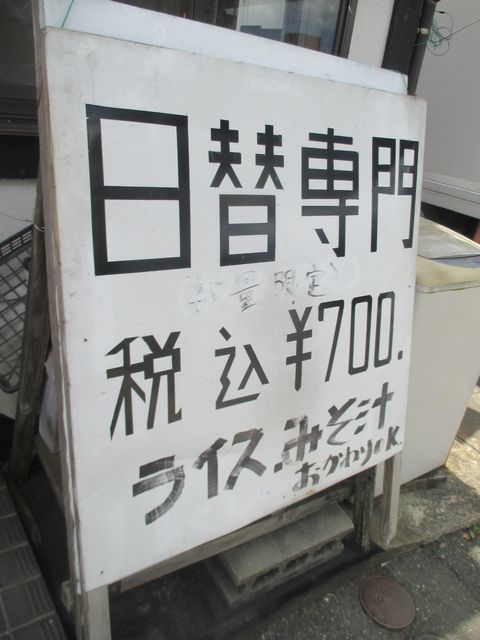 日替専門
数量限定
税込¥700.
ライス.みそ汁
おかわりOK.